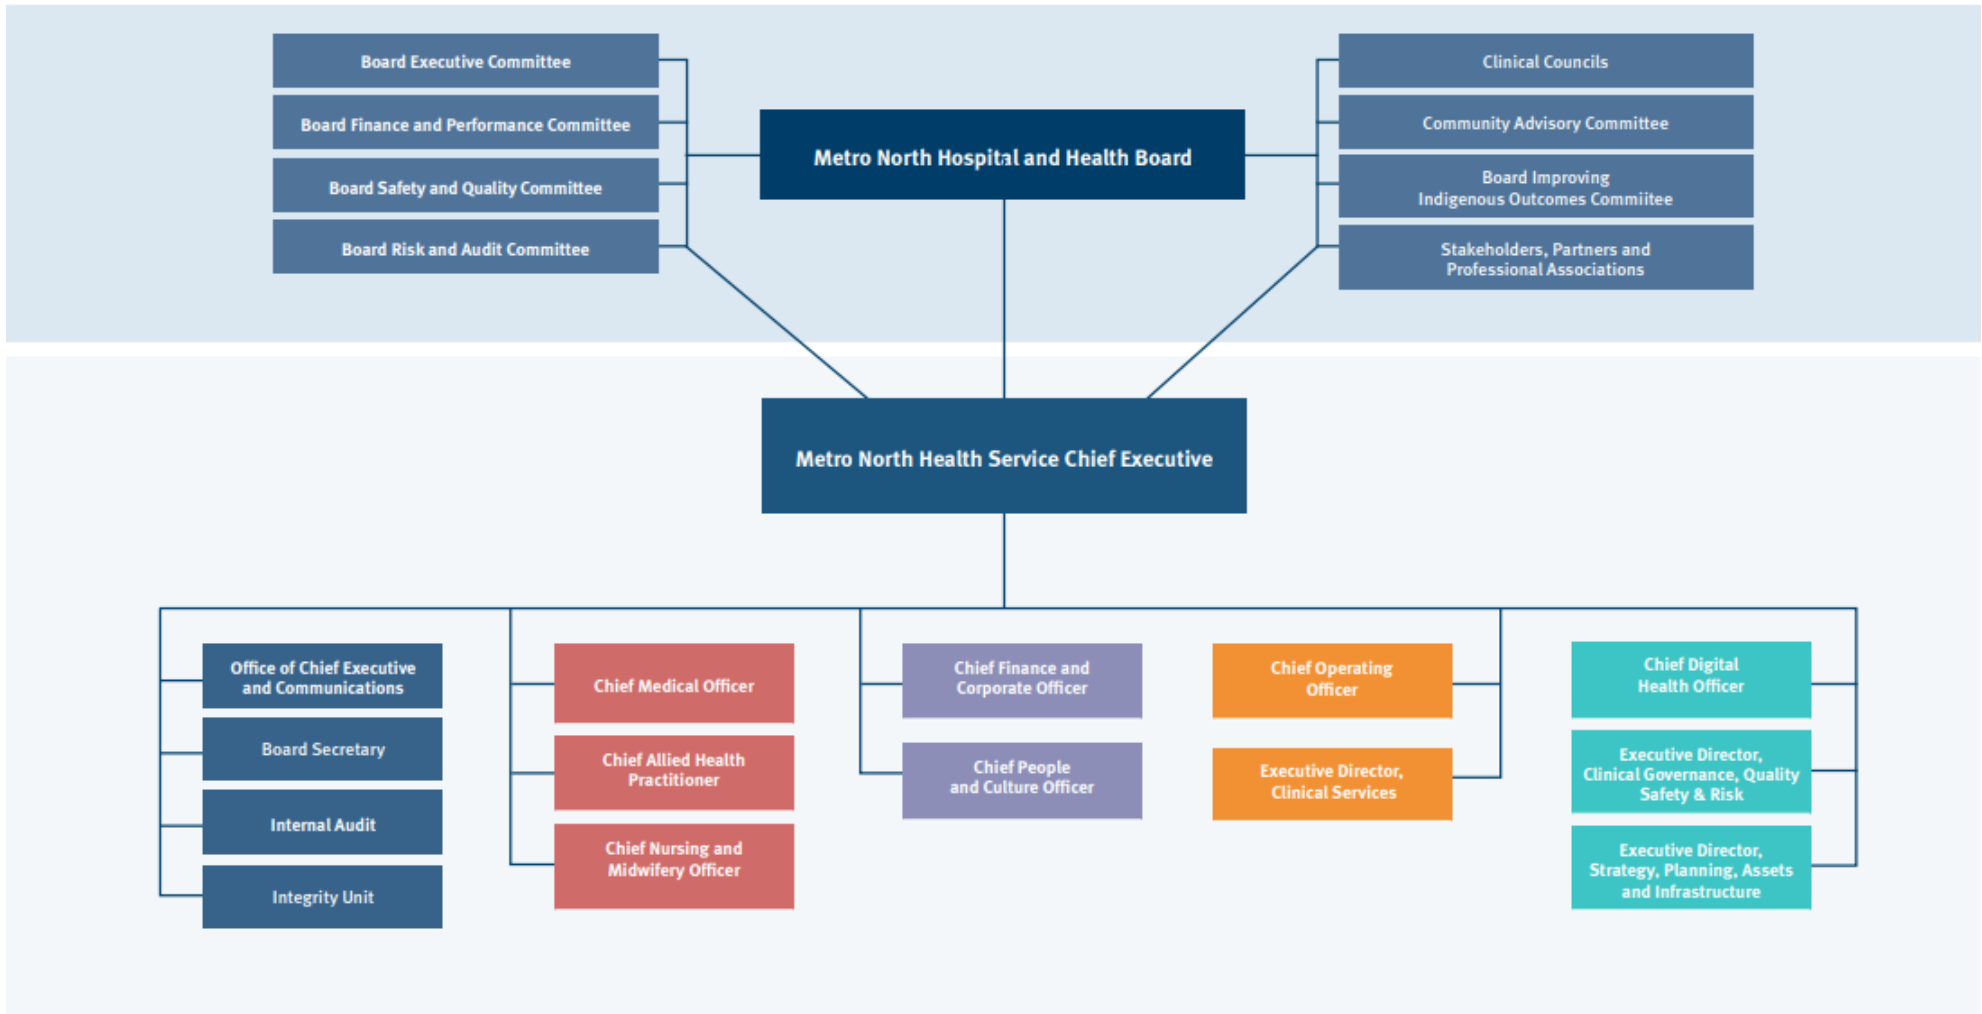 Board Executive Committee
Board Finance and Performance Committee
Board Safety and Quality Committee
Board Risk and Audit Committee
Metro North Hospital and Health Board
Clinical Councils
Community Advisory Committee
Board Improving
Indigenous Outcomes Commiitee
Stakeholders, Partners and
Professional Associations
Metro North Health Service Chief Executive
Office of Chief Executive
and Communications
Board Secretary
Internal Audit
Integrity Unit
Chief Medical Officer
Chief Allied Health
Practitioner
Chief Nursing and
Midwifery Officer
Chief Finance and
Corporate Officer
Chief People
and Culture Officer
Chief Operating
Officer
Executive Director,
Clinical Services
Chief Digital
Health Officer
Executive Director,
Clinical Governance, Quality
Safety & Risk
Executive Director,
Strategy, Planning, Assets
and Infrastructure